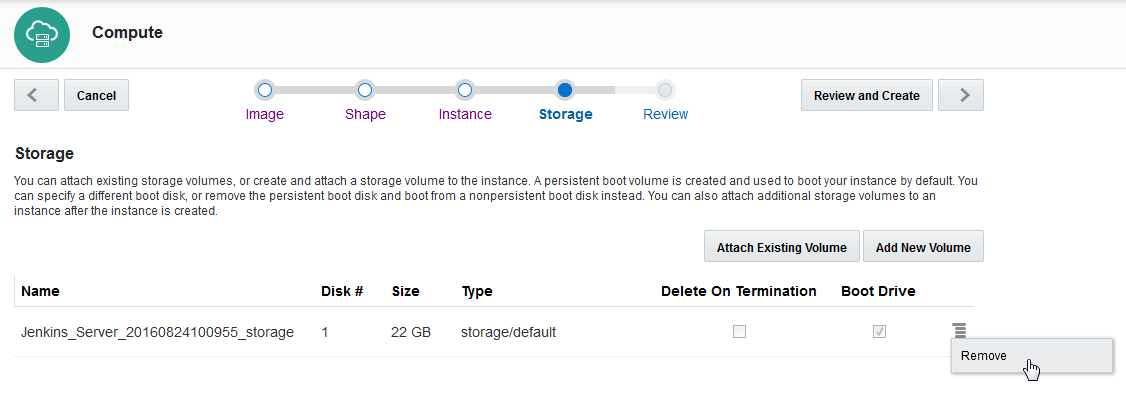 Compute
Cancel
Review and Create
Image
Shape
Instance
Storage
Review
Storage
You can attach existing storage volumes, or create and attach a storage volume to the instance. A persistent boot volume is created and used to boot your instance by default. You
can specify a different boot disk, or remove the persistent boot disk and boot from a nonpersistent boot disk instead. You can also attach additional storage volumes to an
instance after the instance is created.
Attach Existing Volume
Add New Volume
Name Disk # Size Type Delete On Termination Boot Drive
Jenkins_Server_20160824100955_storage 1 22 GB storage/default
Remove